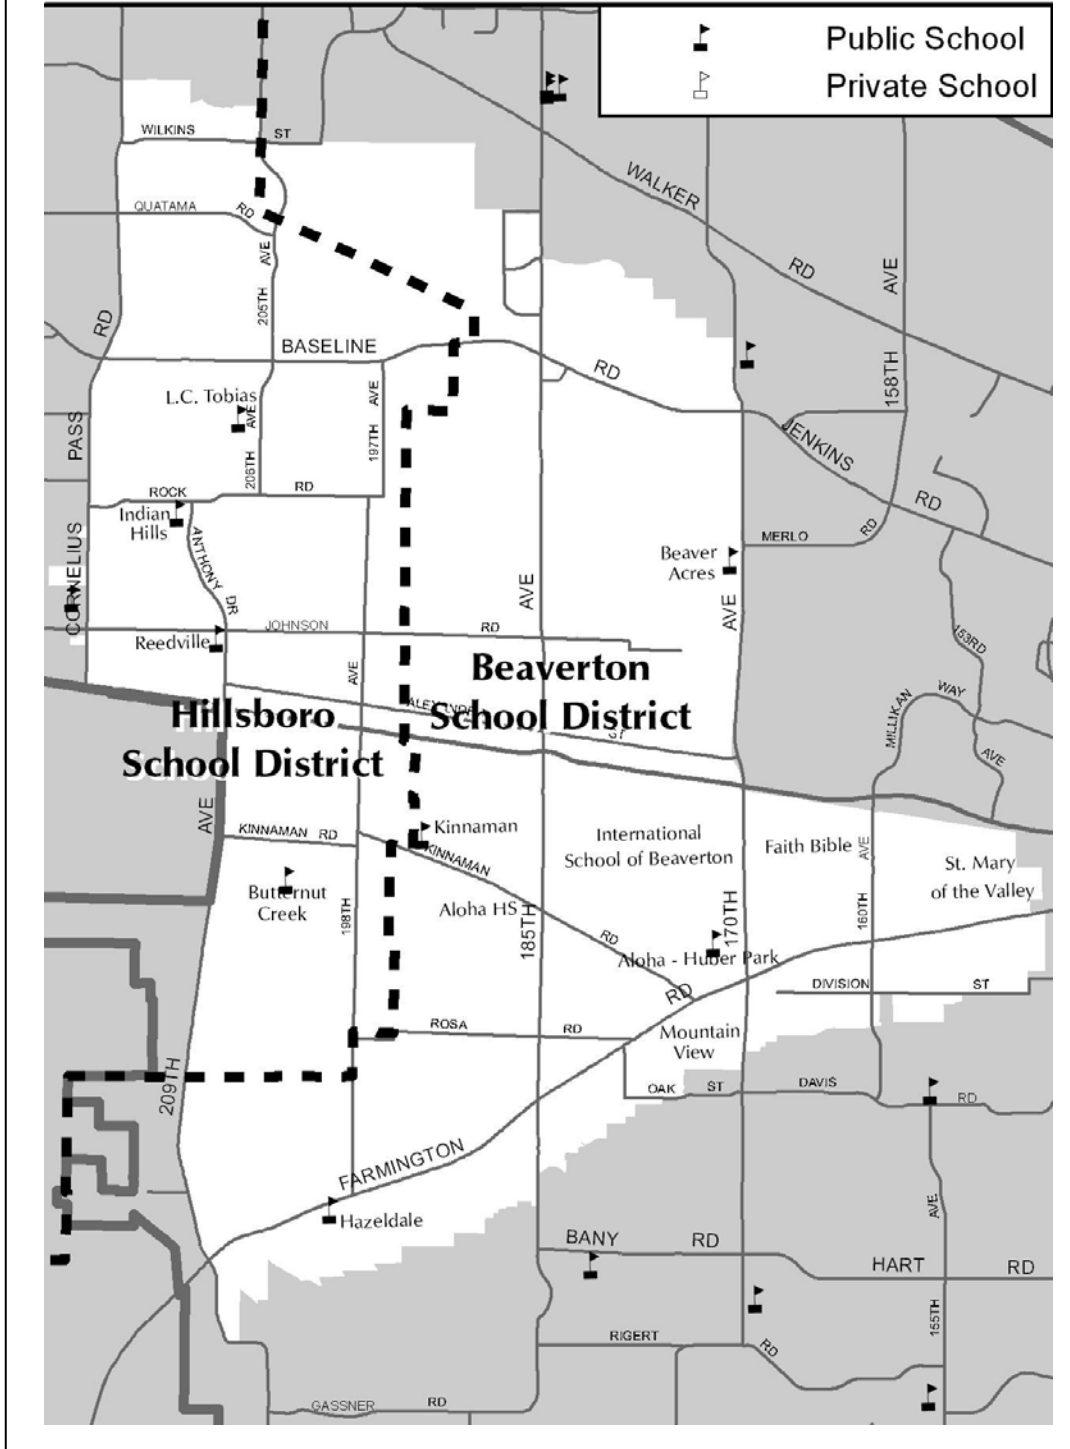 Public School
Private School
WILKINS
ST
WALKER
RD
QUATAMA
RD
AVE
205TH
RD
AVE
158TH
BASELINE
RD
L.C. Tobias
AVE
206TH
AVE
197TH
JENKINS
RD
PASS
ROCK
RD
Indian
Hills
ANTHONY
DR
CORNELIUS
MERLO
RD
Beaver
Acres
AVE
AVE
JOHNSON
RD
Reedville
153RD
AVE
Beaverton
School District
Hillsboro
School District
ST
MILLIKAN
WAY
AVE
AVE
KINNAMAN
RD
Kinnaman
KINNAMAN
International
School of Beaverton
Faith Bible
AVE
St. Mary
of the Valley
Butternut
Creek
198TH
Aloha HS
185TH
RD
170TH
160TH
Aloha - Huber Park
RD
DIVISION
ST
ROSA
RD
Mountain
View
209TH
OAK
ST
DAVIS
RD
FARMINGTON
AVE
Hazeldale
BANY
RD
HART
RD
155TH
RIGERT
RD
GASSNER
RD